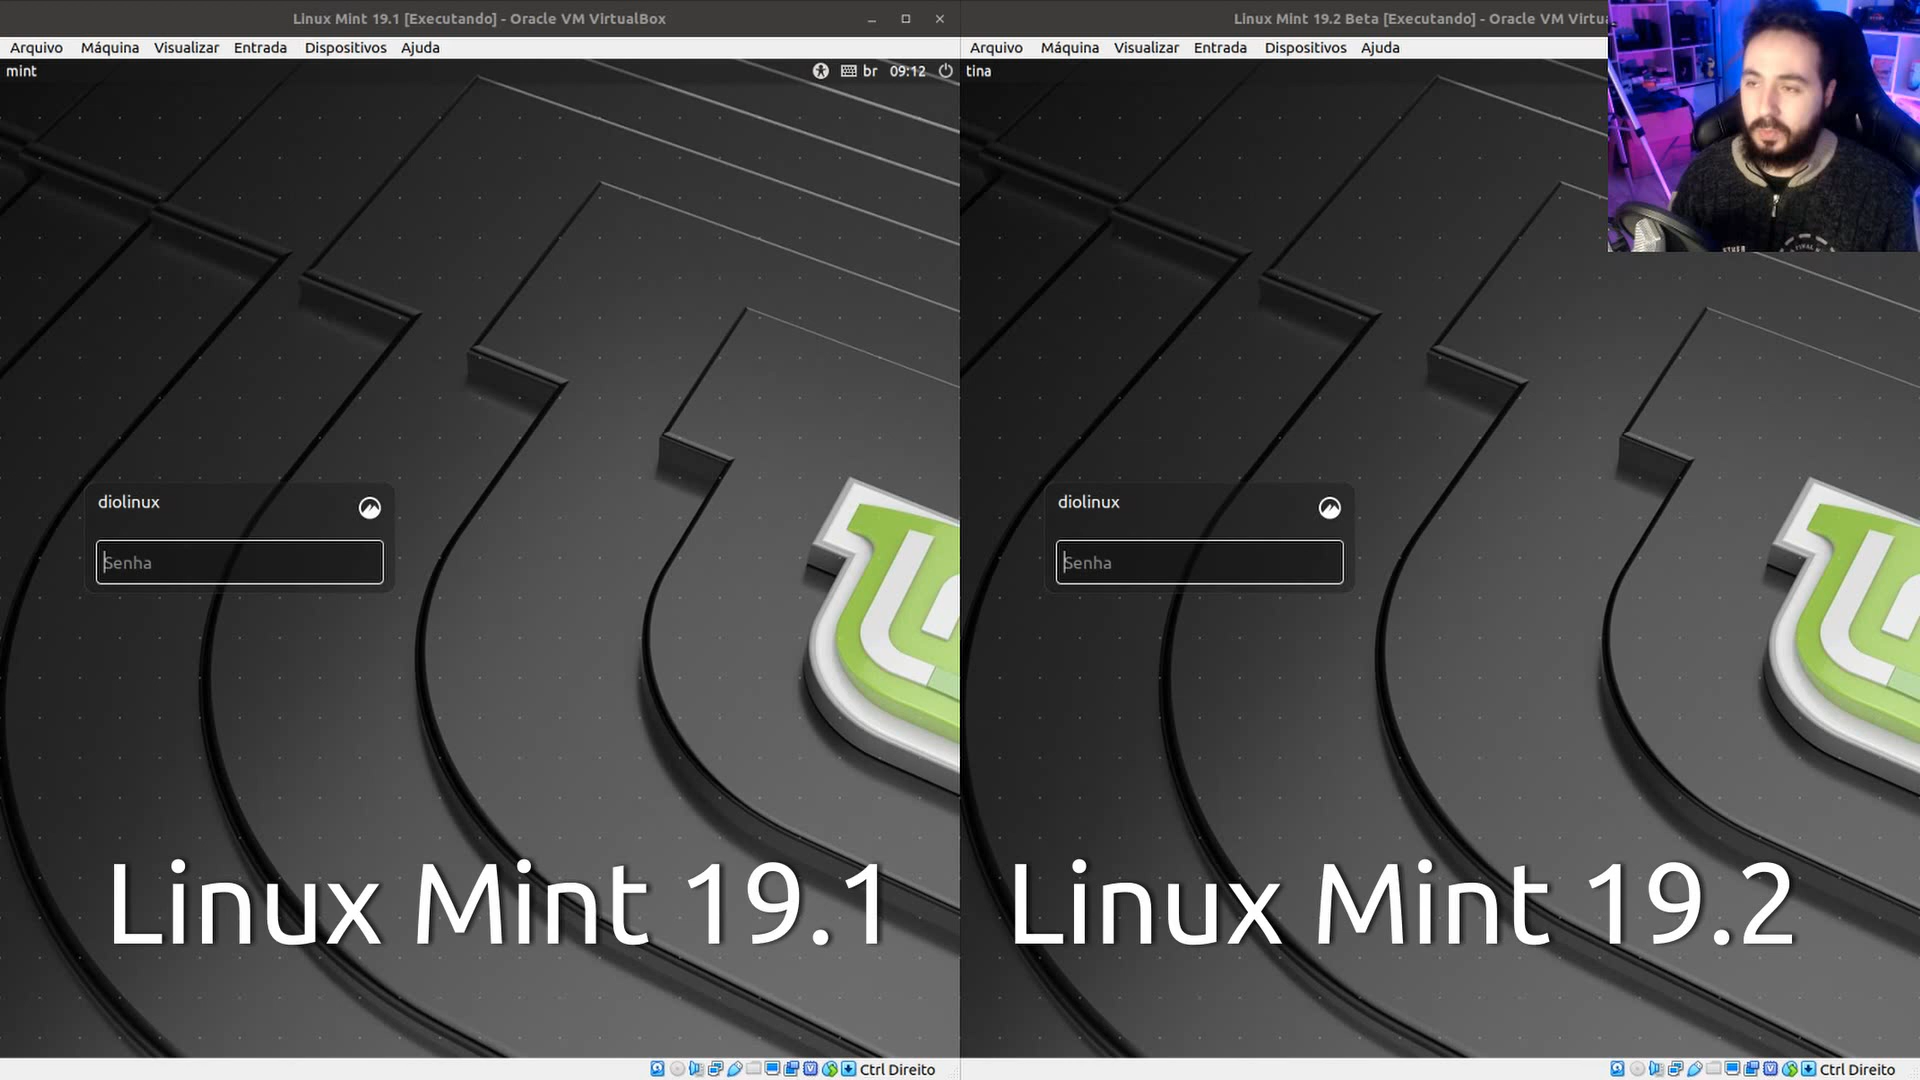 Linux Mint 19.1 [Executando] - Oracle VM VirtualBox
Arquivo Máquina Visualizar Entrada Dispositivos Ajuda
mint br 09:12
diolinux
Senha
Linux Mint 19.1
Ctrl Direito
Linux Mint 19.2 Beta [Executando] - Oracle VM Virtua
Arquivo Máquina Visualizar Entrada Dispositivos Ajuda
tina
diolinux
Senha
Linux Mint 19.2
Ctrl Direito